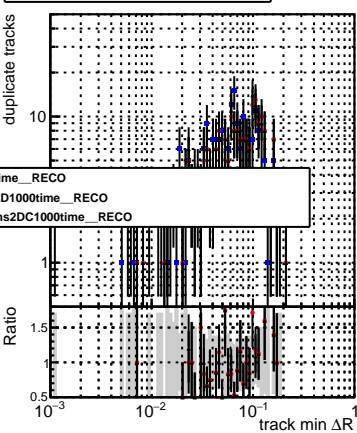 duplicate tracks
10
ime__RECO
D1000time__RECO
ns2DC1000time__RECO
1
Ratio
1.5
1
0.5
10⁻³ 10⁻² 10⁻¹ 1
track min ΔR